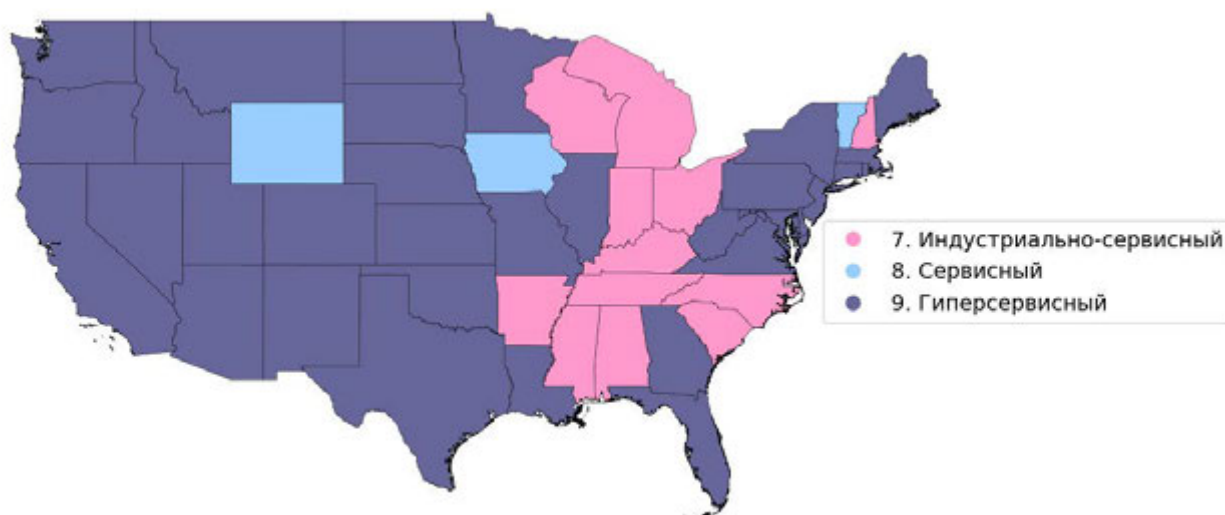 7. Индустриально-сервисный
8. Сервисный
9. Гиперсервисный